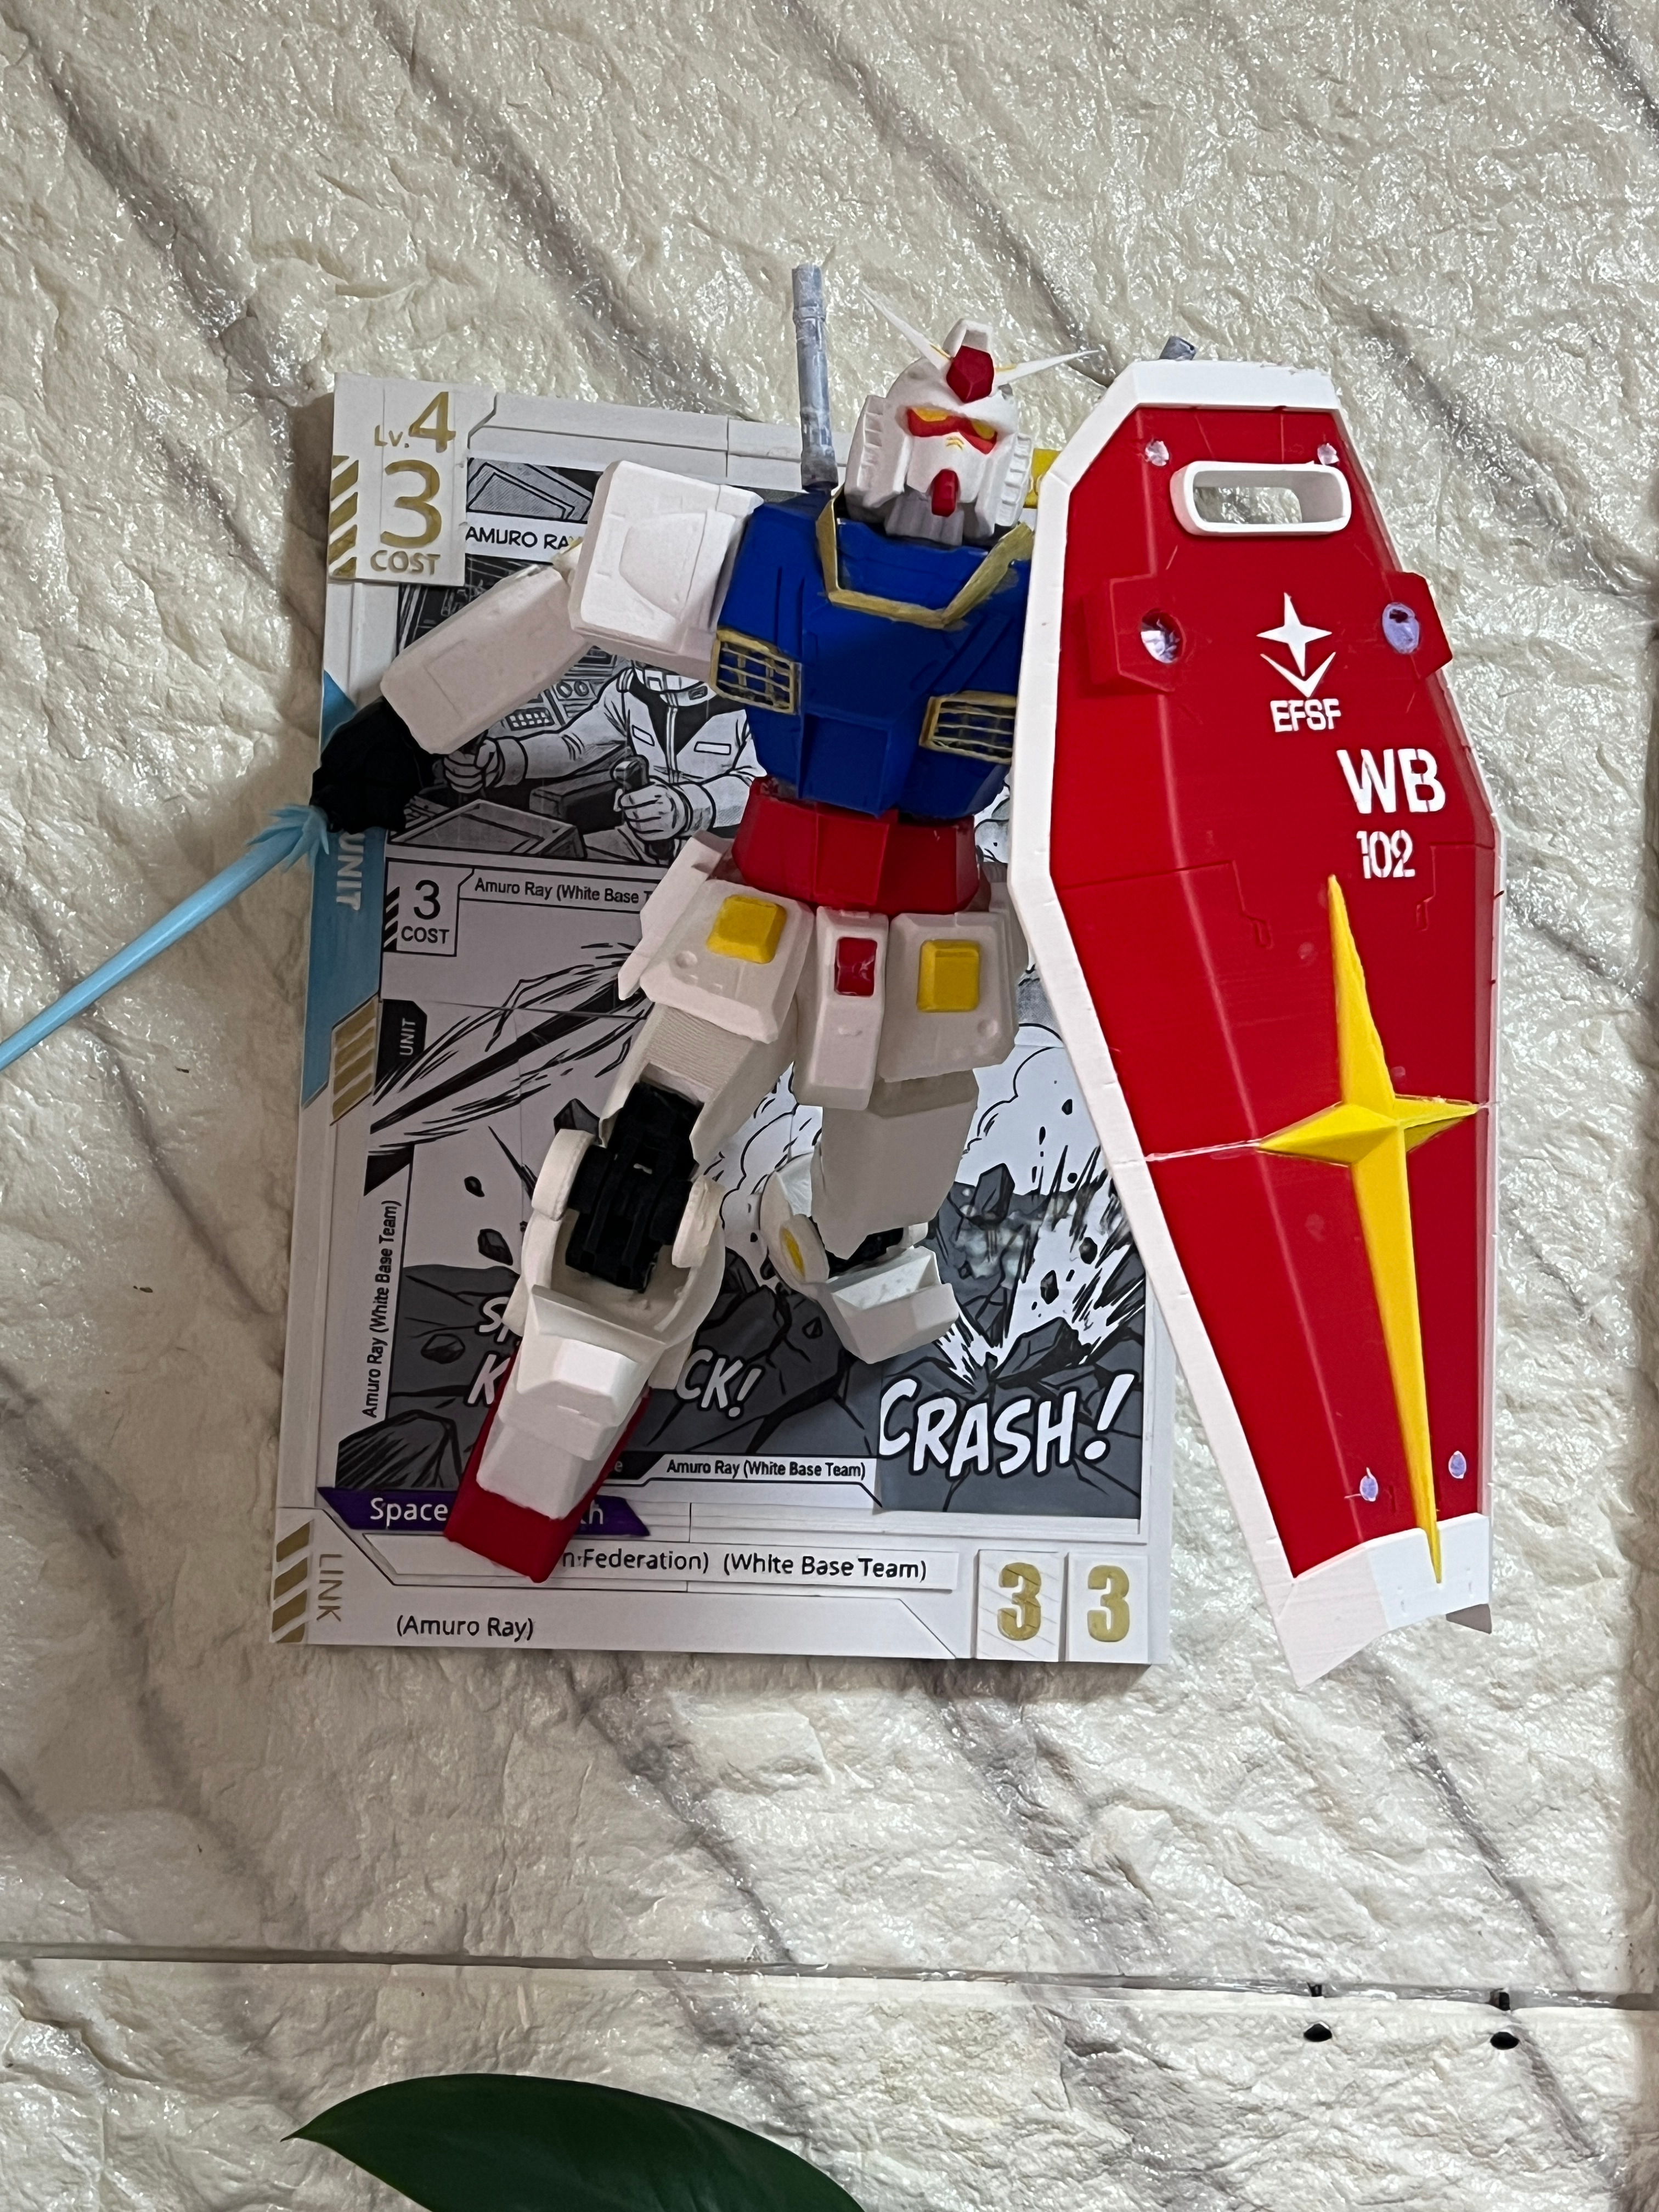 Lv.4
3
COST
AMURO RAY
EFSF
WB
102
UNIT
3
COST
Amuro Ray (White Base
UNIT
Amuro Ray (White Base Team)
CK!
CRASH!
Amuro Ray (White Base Team)
Space
Federation) (White Base Team)
LINK
(Amuro Ray)
3 3